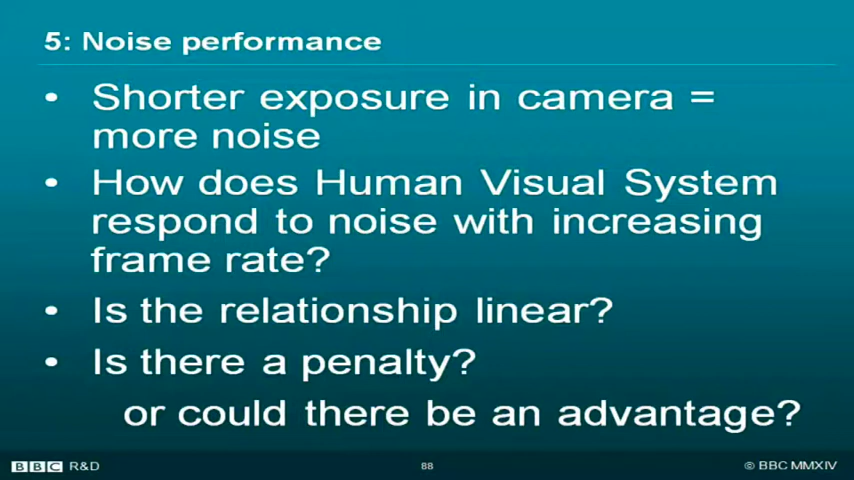 5: Noise performance
• Shorter exposure in camera =
more noise
• How does Human Visual System
respond to noise with increasing
frame rate?
• Is the relationship linear?
• Is there a penalty?
or could there be an advantage?
BBC R&D
88
© BBC MMXIV